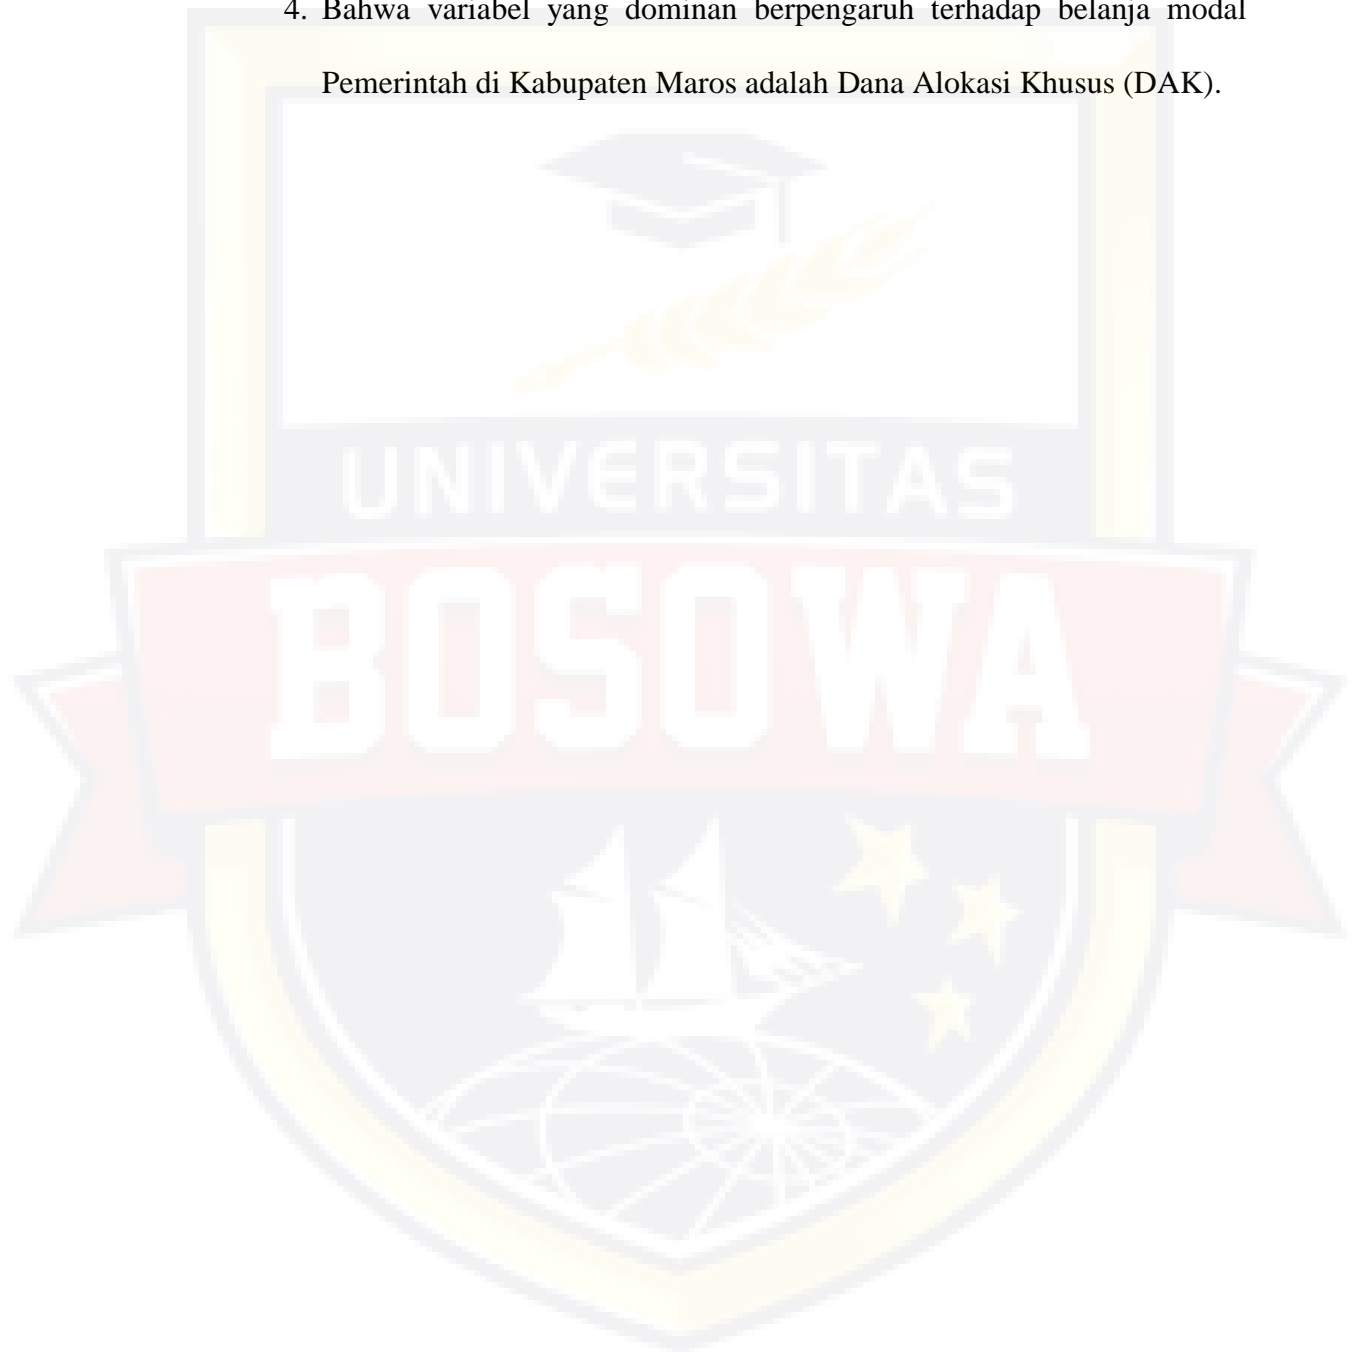 4. Bahwa variabel yang dominan berpengaruh terhadap belanja modal
Pemerintah di Kabupaten Maros adalah Dana Alokasi Khusus (DAK).
UNIVERSITAS
BOSOWA